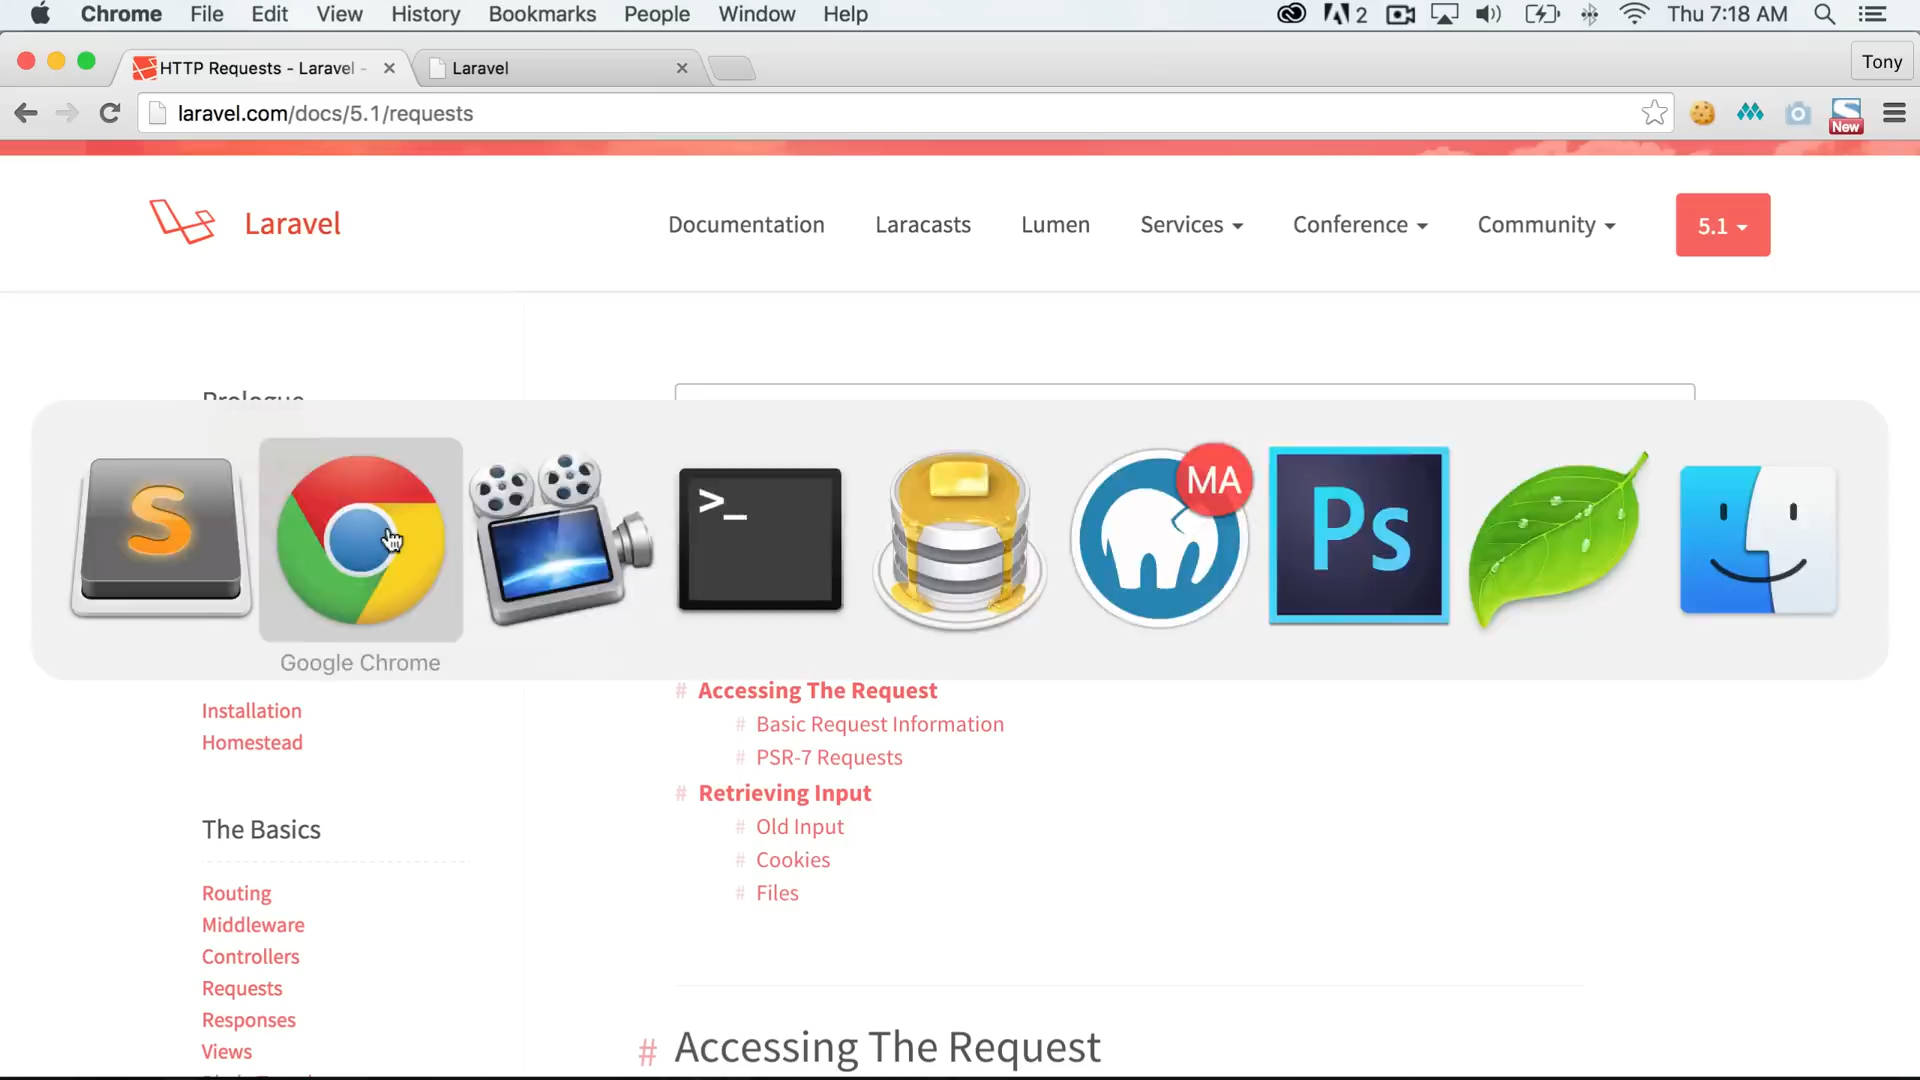 Chrome File Edit View History Bookmarks People Window Help 2 Thu 7:18 AM
HTTP Requests - Laravel - Laravel Tony
laravel.com/docs/5.1/requests
New
Laravel Documentation Laracasts Lumen Services Conference Community 5.1
Prologue
S >_ MA Ps
Google Chrome
# Accessing The Request
# Basic Request Information
# PSR-7 Requests
# Retrieving Input
# Old Input
# Cookies
# Files
Installation
Homestead
The Basics
Routing
Middleware
Controllers
Requests
Responses
Views
# Accessing The Request